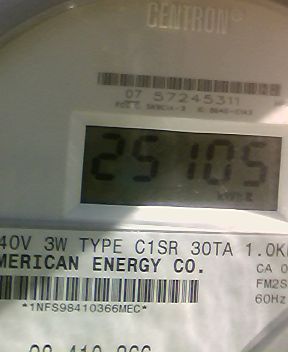 CENTRON®
07 57245311
25105
40V 3W TYPE C1SR 30TA 1.0K
MERICAN ENERGY CO.
CA 0
FM2S
*1NFS98410366MEC*
60Hz